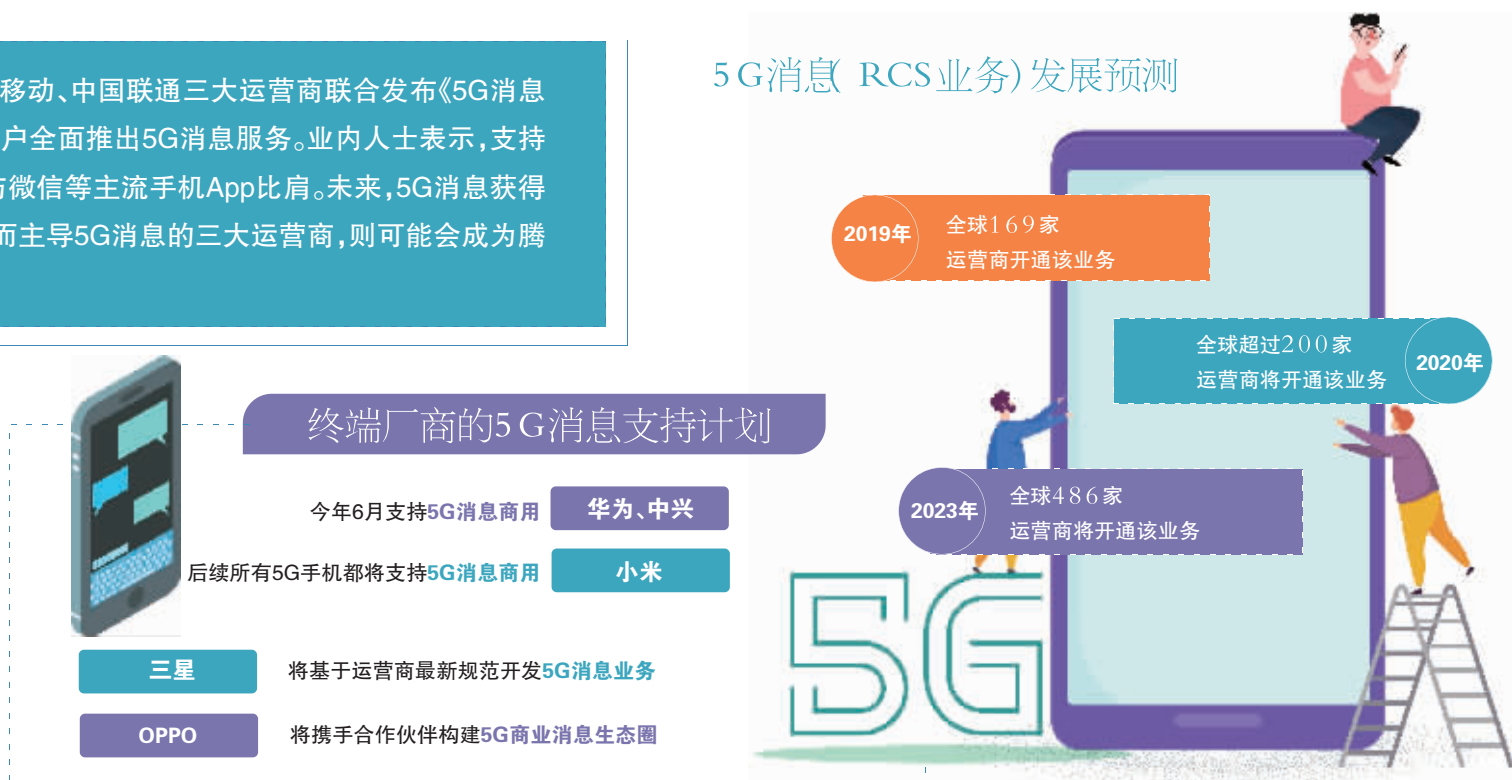 移动、中国联通三大运营商联合发布《5G消息
户全面推出5G消息服务。业内人士表示,支持
与微信等主流手机App比肩。未来,5G消息获得
而主导5G消息的三大运营商,则可能会成为腾
5G消息(RCS业务)发展预测
2019年
全球169家
运营商开通该业务
全球超过200家
运营商将开通该业务
2020年
2023年
全球486家
运营商将开通该业务
5G
终端厂商的5G消息支持计划
今年6月支持5G消息商用 华为、中兴
后续所有5G手机都将支持5G消息商用 小米
三星 将基于运营商最新规范开发5G消息业务
OPPO 将携手合作伙伴构建5G商业消息生态圈